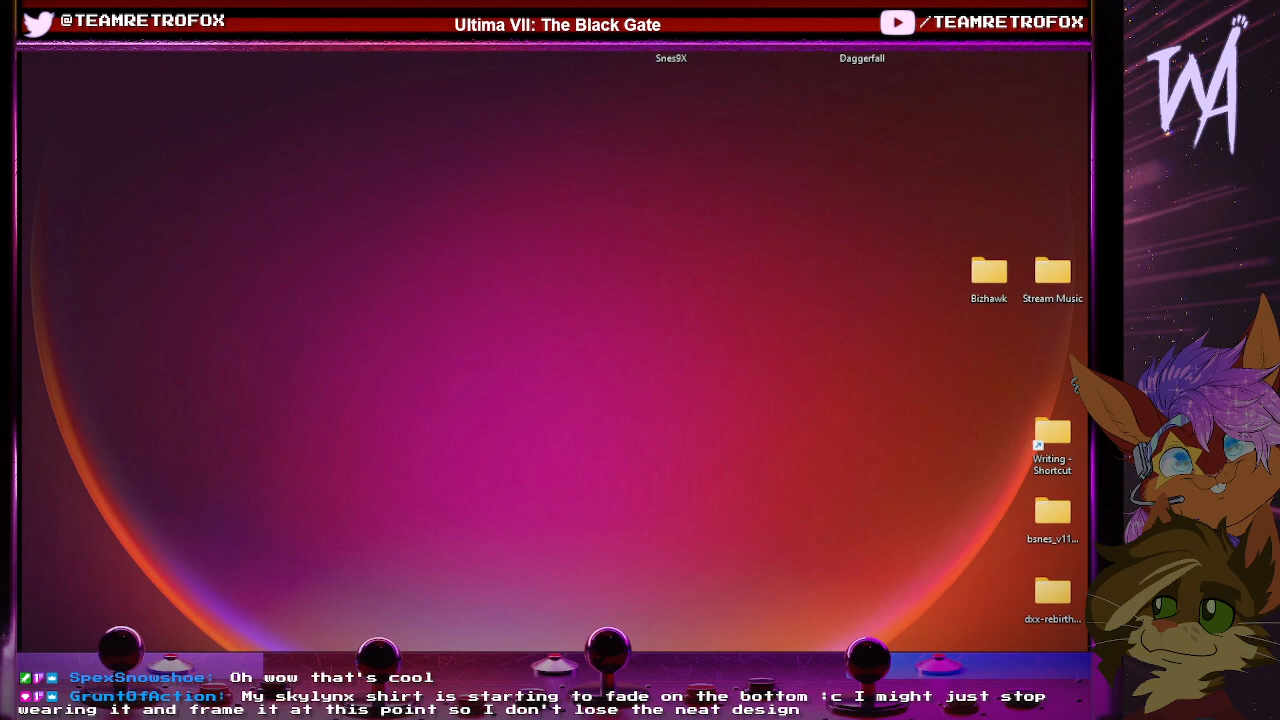 @TEAMRETROFOX
Ultima VII: The Black Gate
/TEAMRETROFOX
Snes9X
Daggerfall
Bizhawk
Stream Music
Writing -
Shortcut
bsnes_v11...
dxx-rebirth...
SpexSnowshoe: Oh wow that's cool
GruntOfAction: My skylynx shirt is starting to fade on the bottom :c I might just stop
wearing it and frame it at this point so I don't lose the neat design